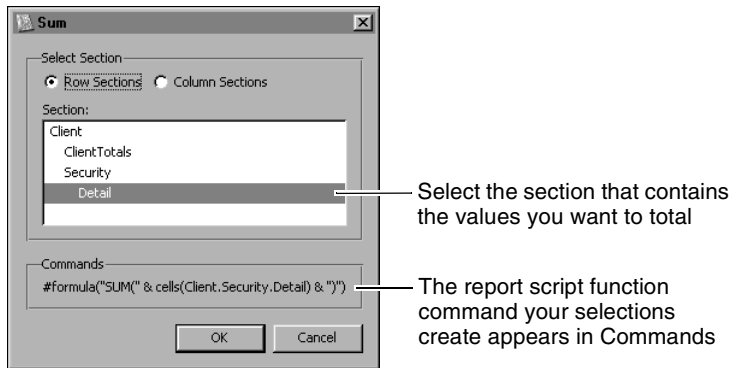 Sum
Select Section
Row Sections Column Sections
Section:
Client
ClientTotals
Security
Detail
Select the section that contains
the values you want to total
Commands
#formula("SUM(" & cells(Client.Security.Detail) & ")")
The report script function
command your selections
create appears in Commands
OK Cancel